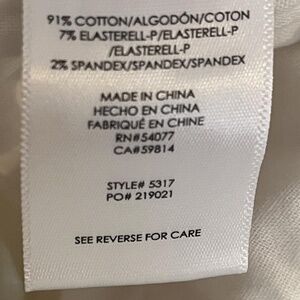 91% COTTON/ALGODÓN/COTON
7% ELASTERELL-P/ELASTERELL-P
/ELASTERELL-P
2% SPANDEX/SPANDEX/SPANDEX
MADE IN CHINA
HECHO EN CHINA
FABRIQUÉ EN CHINE
RN#54077
CA#59814
STYLE# 5317
PO# 219021
SEE REVERSE FOR CARE